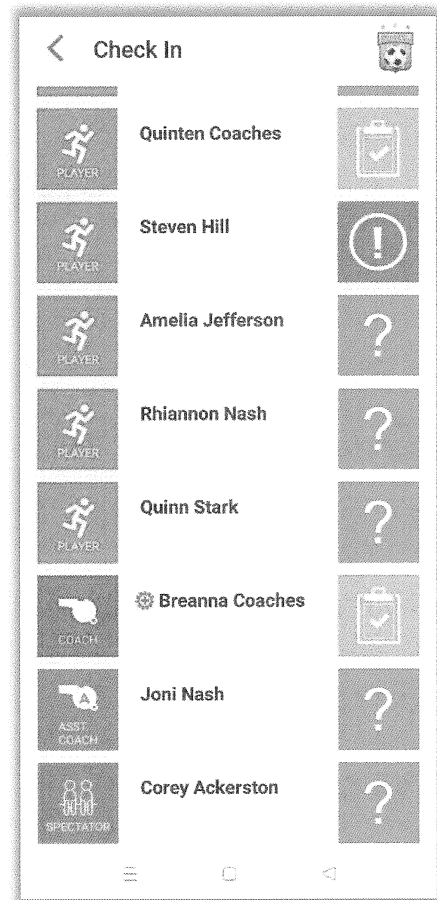 Check In
Quinten Coaches
PLAYER
Steven Hill
!
PLAYER
Amelia Jefferson
?
PLAYER
Rhiannon Nash
?
PLAYER
Quinn Stark
?
PLAYER
Breanna Coaches
COACH
Joni Nash
A
?
ASST
COACH
Corey Ackerston
?
SPECTATOR